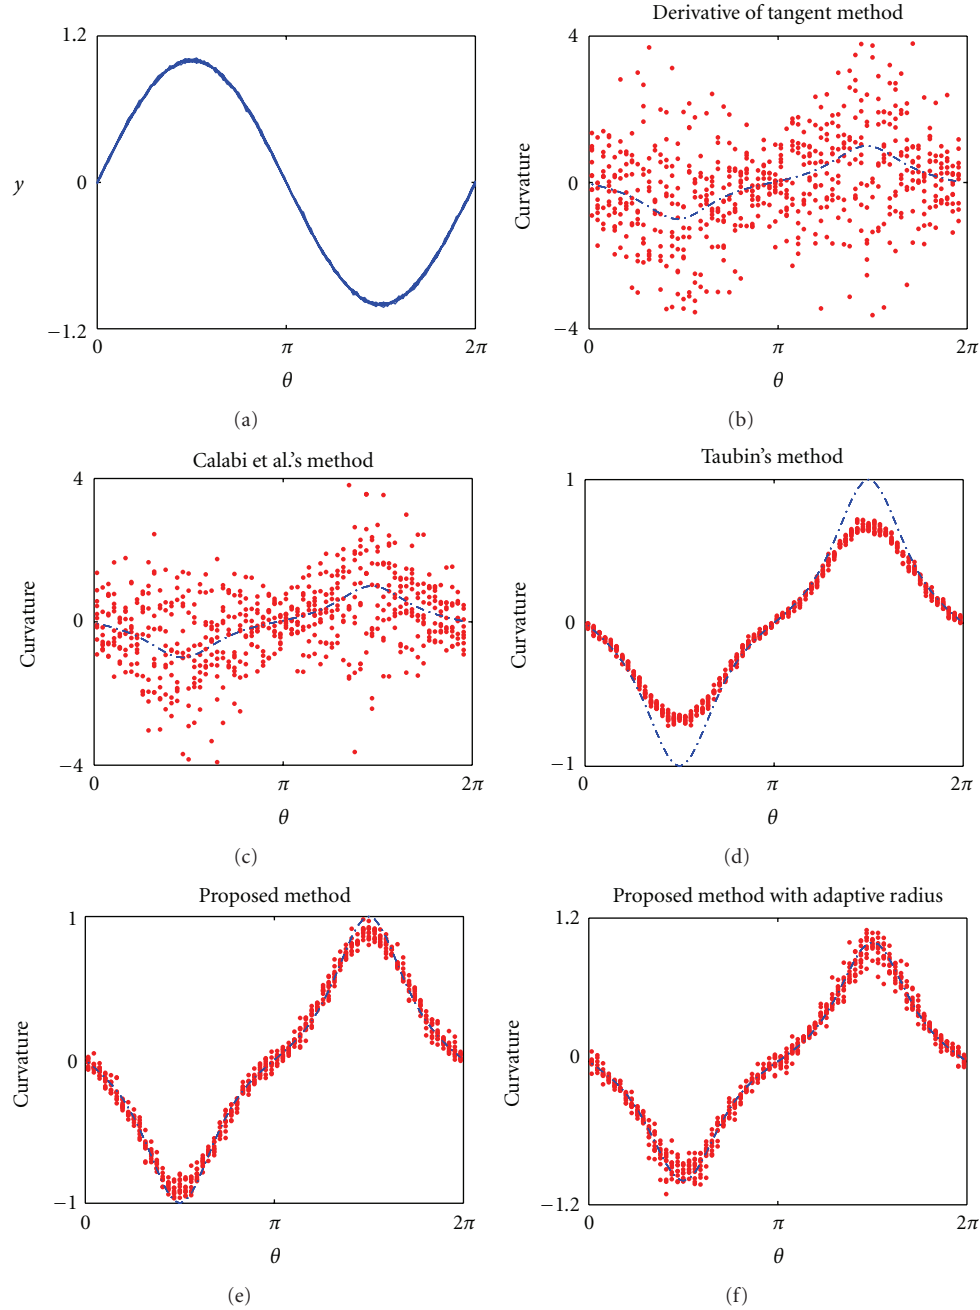 1.2
y
0
−1.2
0
π
2π
θ
(a)
Derivative of tangent method
4
Curvature
0
−4
0
π
2π
θ
(b)
Calabi et al.’s method
4
Curvature
0
−4
0
π
2π
θ
(c)
Taubin’s method
1
Curvature
0
−1
0
π
2π
θ
(d)
Proposed method
1
Curvature
0
−1
0
π
2π
θ
(e)
Proposed method with adaptive radius
1.2
Curvature
0
−1.2
0
π
2π
θ
(f)